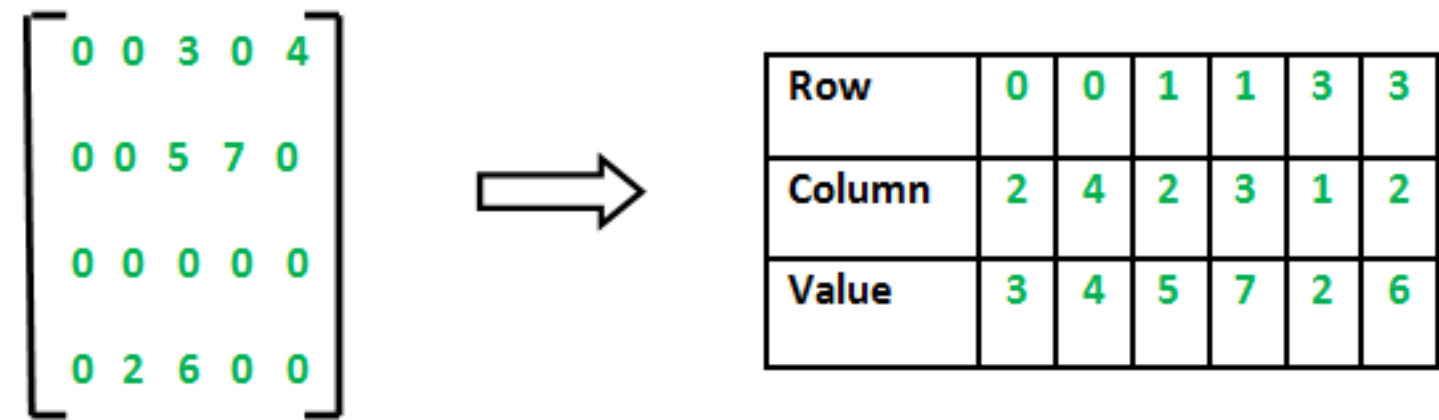 0 0 3 0 4
0 0 5 7 0
0 0 0 0 0
0 2 6 0 0
Row 0 0 1 1 3 3
Column 2 4 2 3 1 2
Value 3 4 5 7 2 6